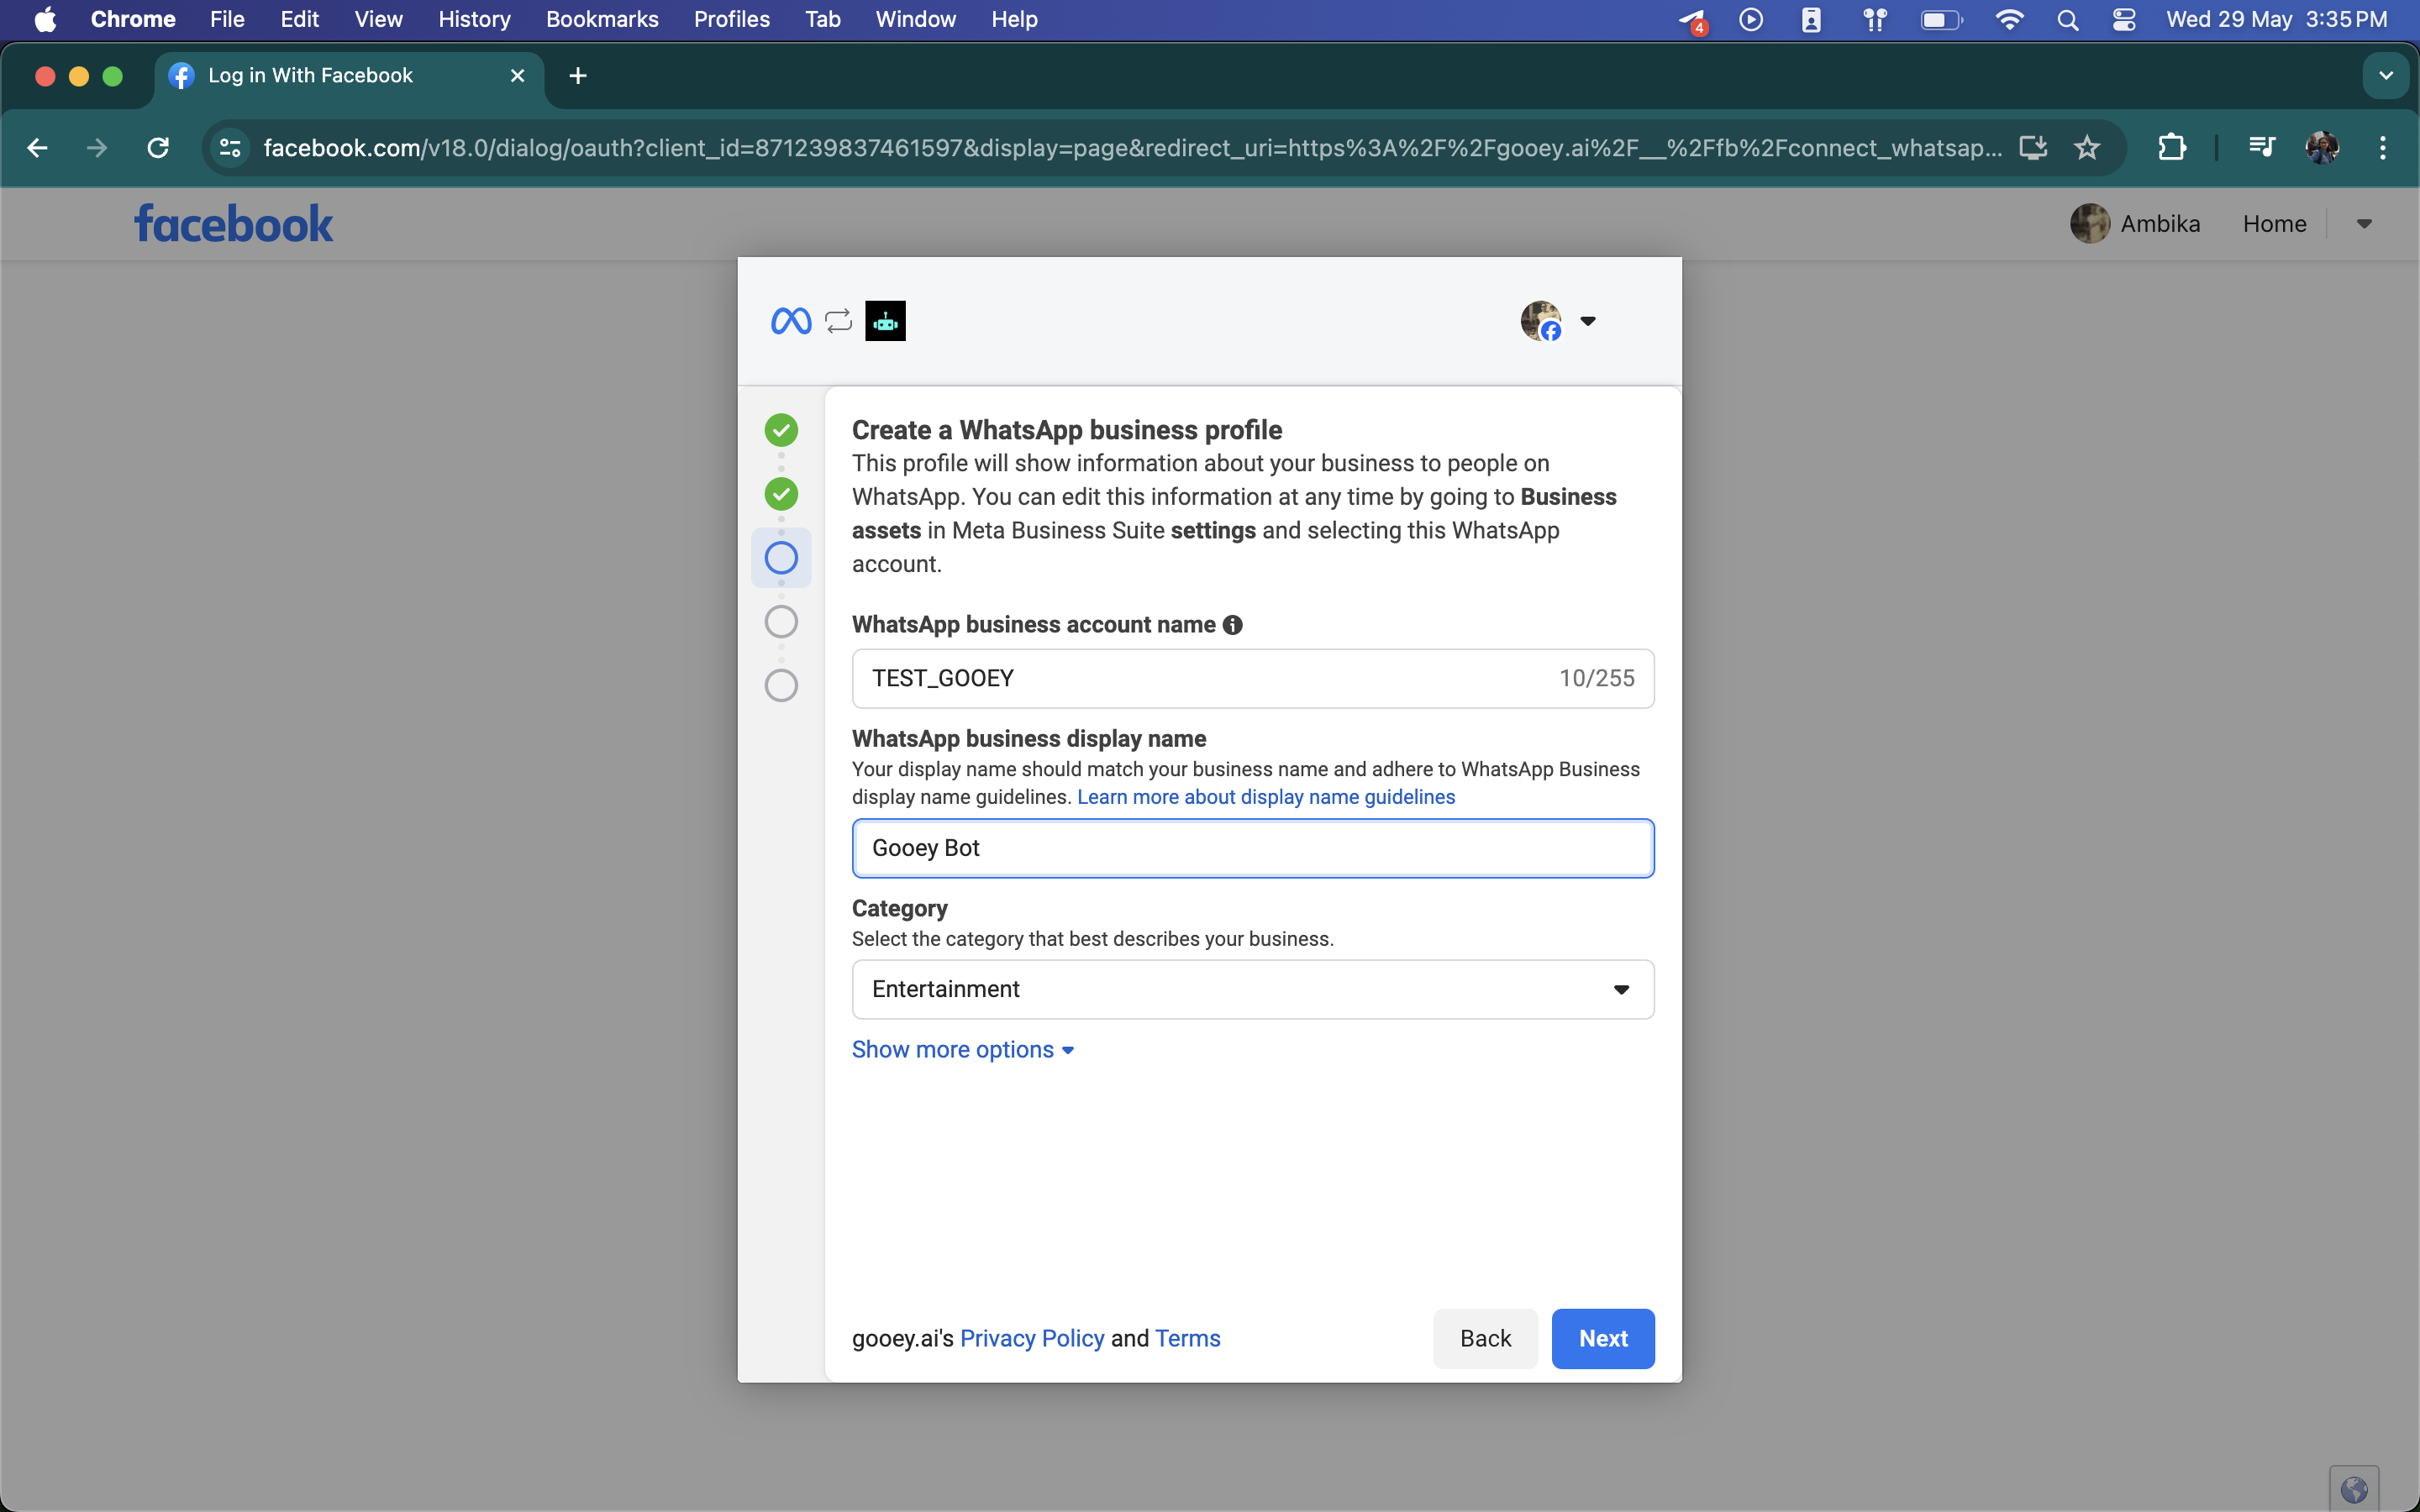 Chrome File Edit View History Bookmarks Profiles Tab Window Help 4 Wed 29 May 3:35 PM
Log in With Facebook
facebook.com/v18.0/dialog/oauth?client_id=871239837461597&display=page&redirect_uri=https%3A%2F%2Fgooey.ai%2F__%2Ffb%2Fconnect_whatsap...
facebook Ambika Home
Create a WhatsApp business profile
This profile will show information about your business to people on
WhatsApp. You can edit this information at any time by going to Business
assets in Meta Business Suite settings and selecting this WhatsApp
account.
WhatsApp business account name
TEST_GOOEY 10/255
WhatsApp business display name
Your display name should match your business name and adhere to WhatsApp Business
display name guidelines. Learn more about display name guidelines
Gooey Bot
Category
Select the category that best describes your business.
Entertainment
Show more options
gooey.ai's Privacy Policy and Terms Back Next